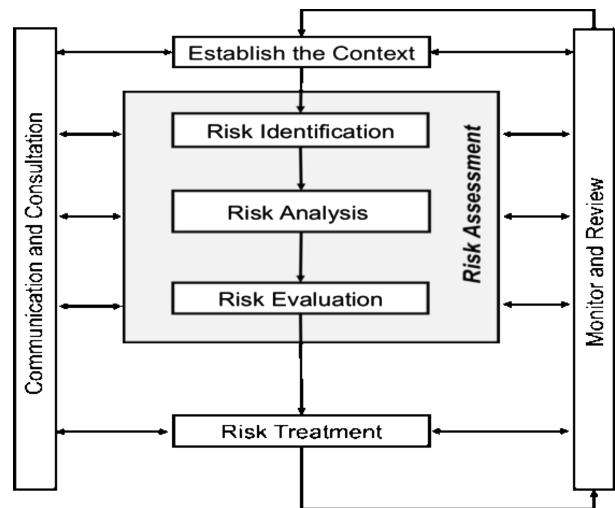 Establish the Context
Communication and Consultation
Risk Identification
Risk Analysis
Risk Evaluation
Risk Assessment
Monitor and Review
Risk Treatment